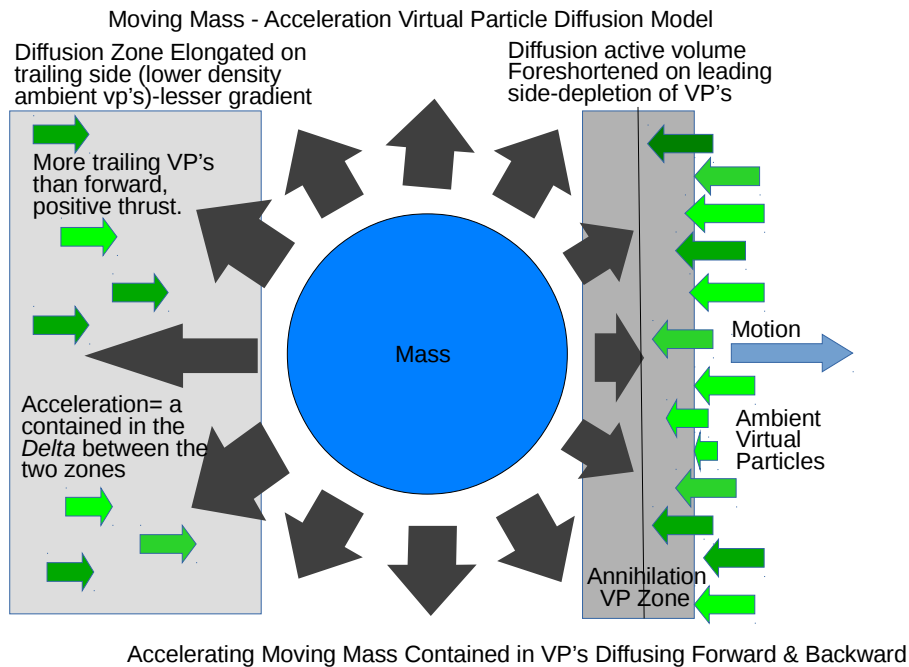 Moving Mass - Acceleration Virtual Particle Diffusion Model
Diffusion Zone Elongated on
trailing side (lower density
ambient vp's)-lesser gradient
Diffusion active volume
Foreshortened on leading
side-depletion of VP's
More trailing VP's
than forward,
positive thrust.
Mass
Motion
Acceleration= a
contained in the
Delta between the
two zones
Ambient
Virtual
Particles
Annihilation
VP Zone
Accelerating Moving Mass Contained in VP's Diffusing Forward & Backward